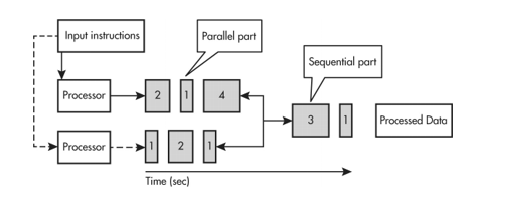 Input instructions
Parallel part
Sequential part
Processor
2
1
4
3
1
Processed Data
Processor
1
2
1
Time (sec)